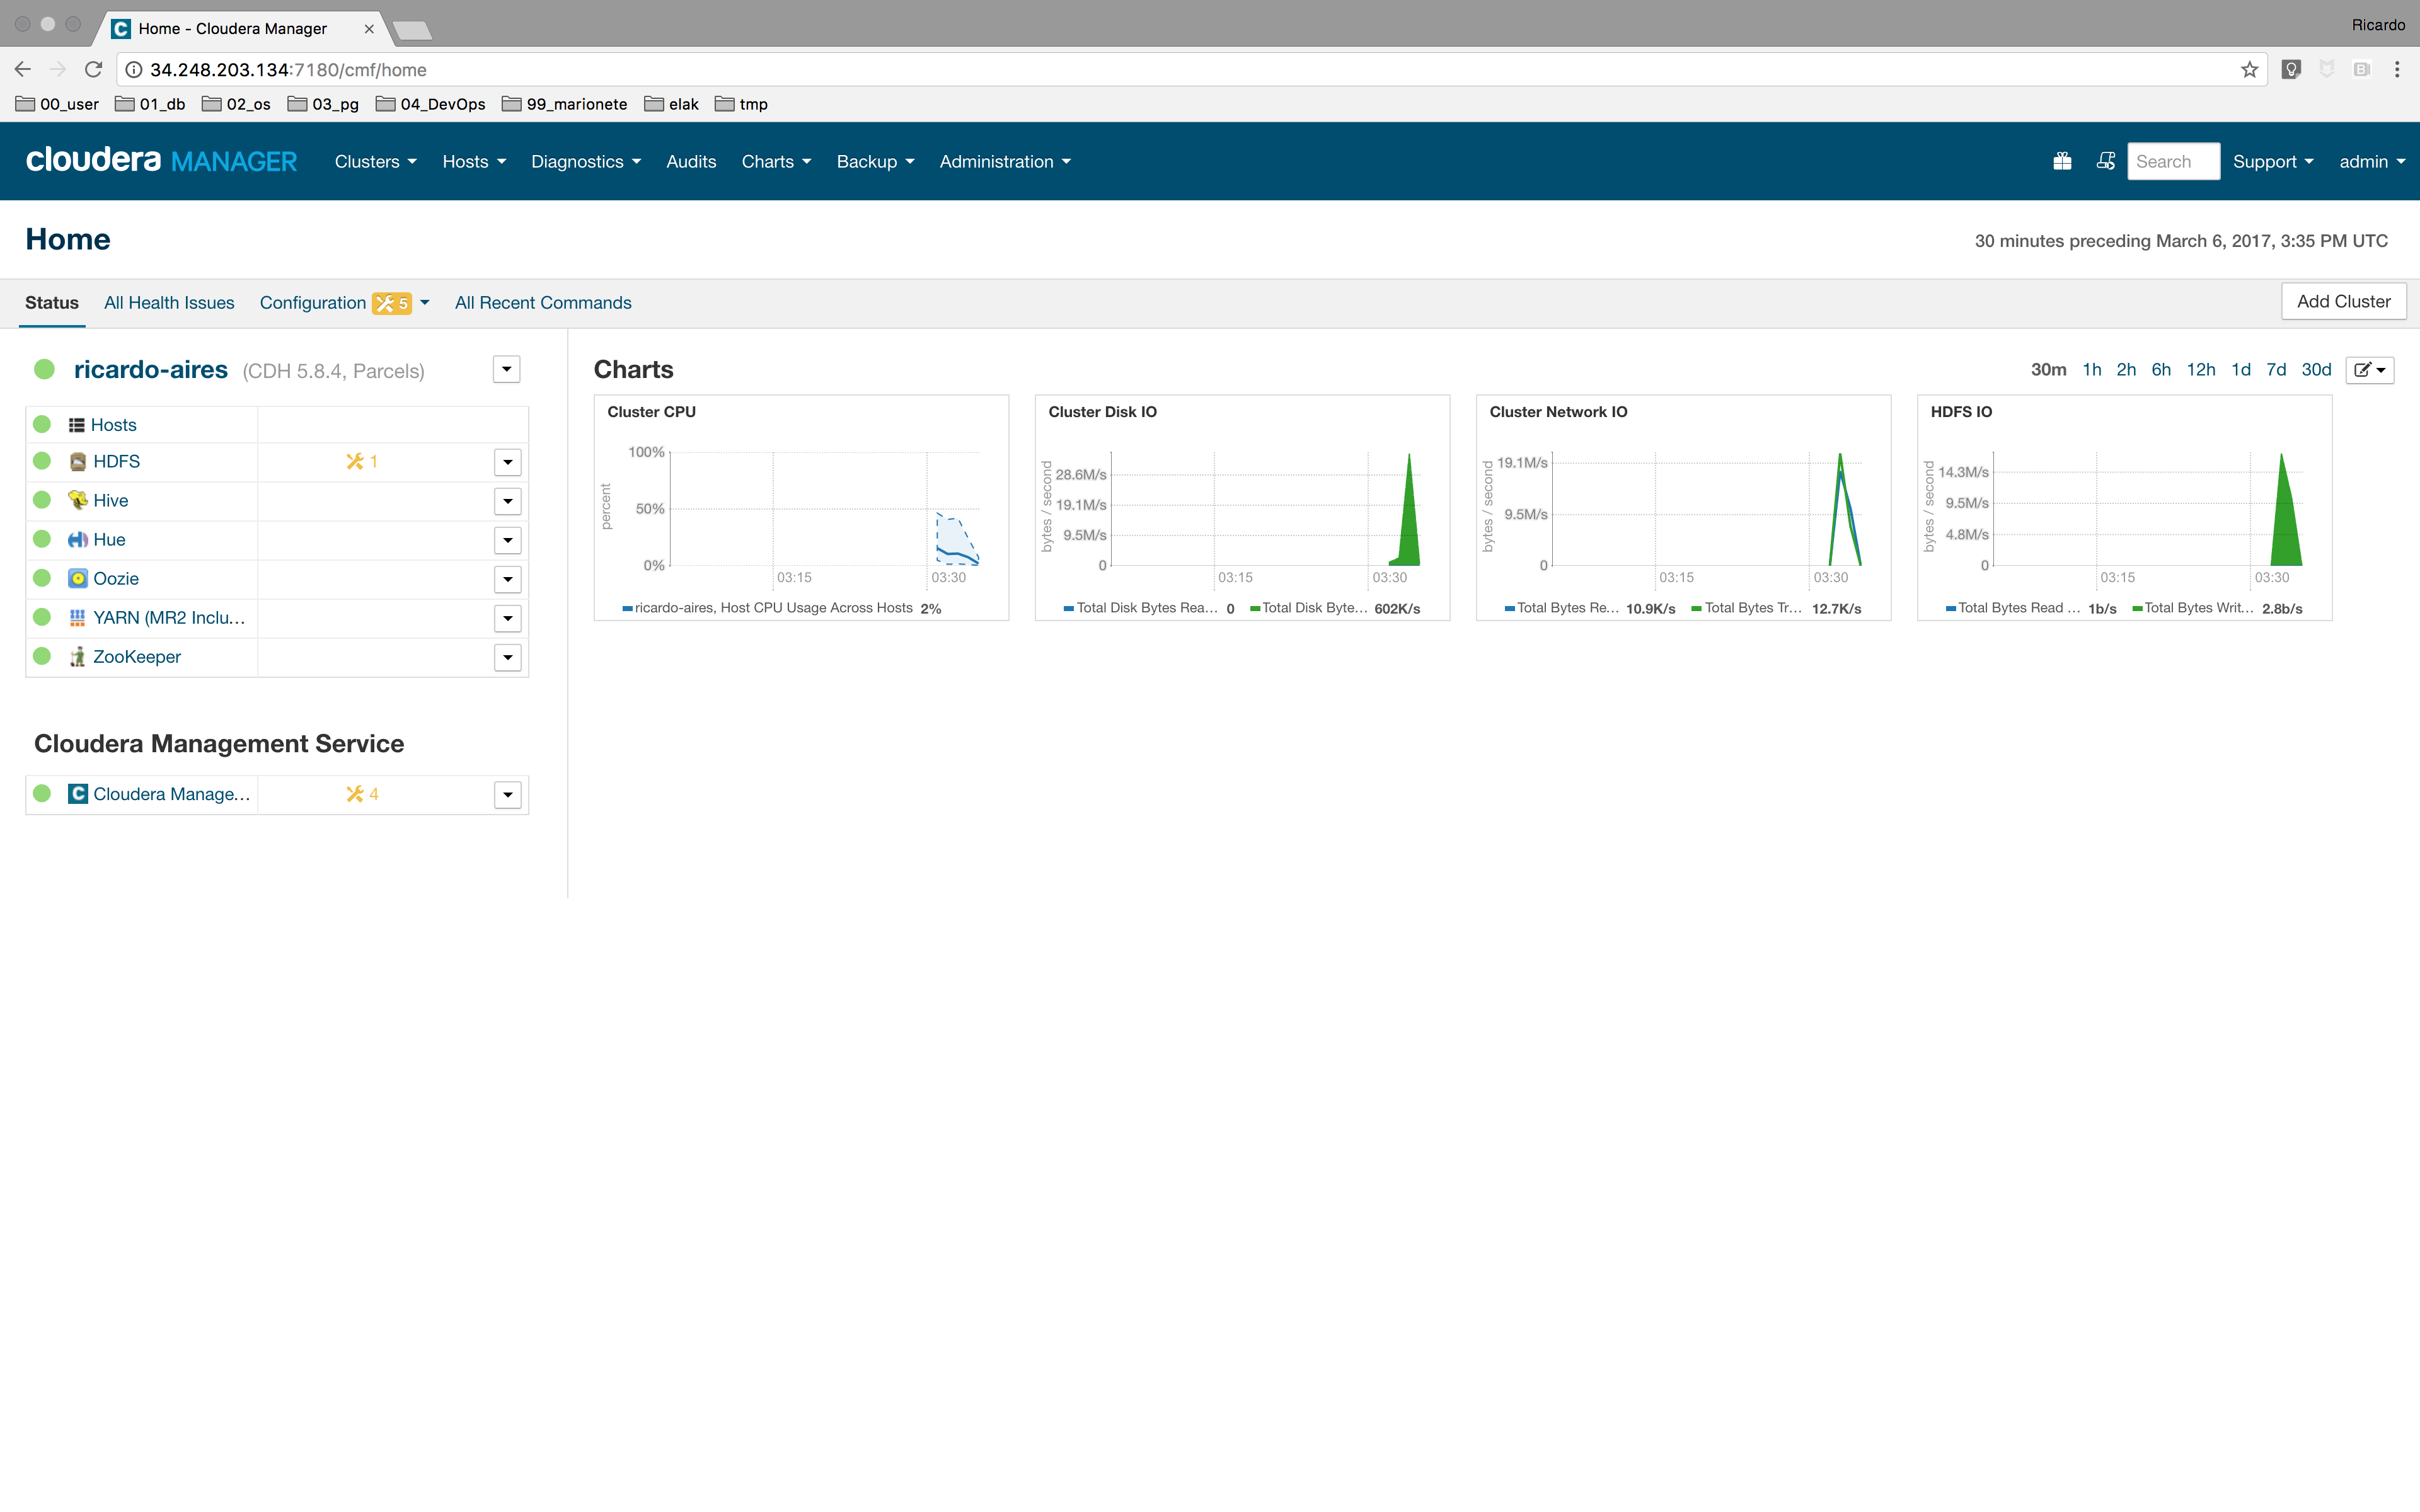 Home - Cloudera Manager
Ricardo
34.248.203.134:7180/cmf/home
00_user 01_db 02_os 03_pg 04_DevOps 99_marionete elak tmp
cloudera MANAGER Clusters Hosts Diagnostics Audits Charts Backup Administration Search Support admin
Home
30 minutes preceding March 6, 2017, 3:35 PM UTC
Status All Health Issues Configuration 5 All Recent Commands Add Cluster
ricardo-aires (CDH 5.8.4, Parcels)
Hosts
HDFS 1
Hive
Hue
Oozie
YARN (MR2 Inclu...
ZooKeeper
Cloudera Management Service
C Cloudera Manage... 4
Charts
30m 1h 2h 6h 12h 1d 7d 30d
Cluster CPU
percent
100%
50%
0%
03:15 03:30
ricardo-aires, Host CPU Usage Across Hosts 2%
Cluster Disk IO
bytes / second
28.6M/s
19.1M/s
9.5M/s
0
03:15 03:30
Total Disk Bytes Rea... 0 Total Disk Byte... 602K/s
Cluster Network IO
bytes / second
19.1M/s
9.5M/s
0
03:15 03:30
Total Bytes Re... 10.9K/s Total Bytes Tr... 12.7K/s
HDFS IO
bytes / second
14.3M/s
9.5M/s
4.8M/s
0
03:15 03:30
Total Bytes Read ... 1b/s Total Bytes Writ... 2.8b/s